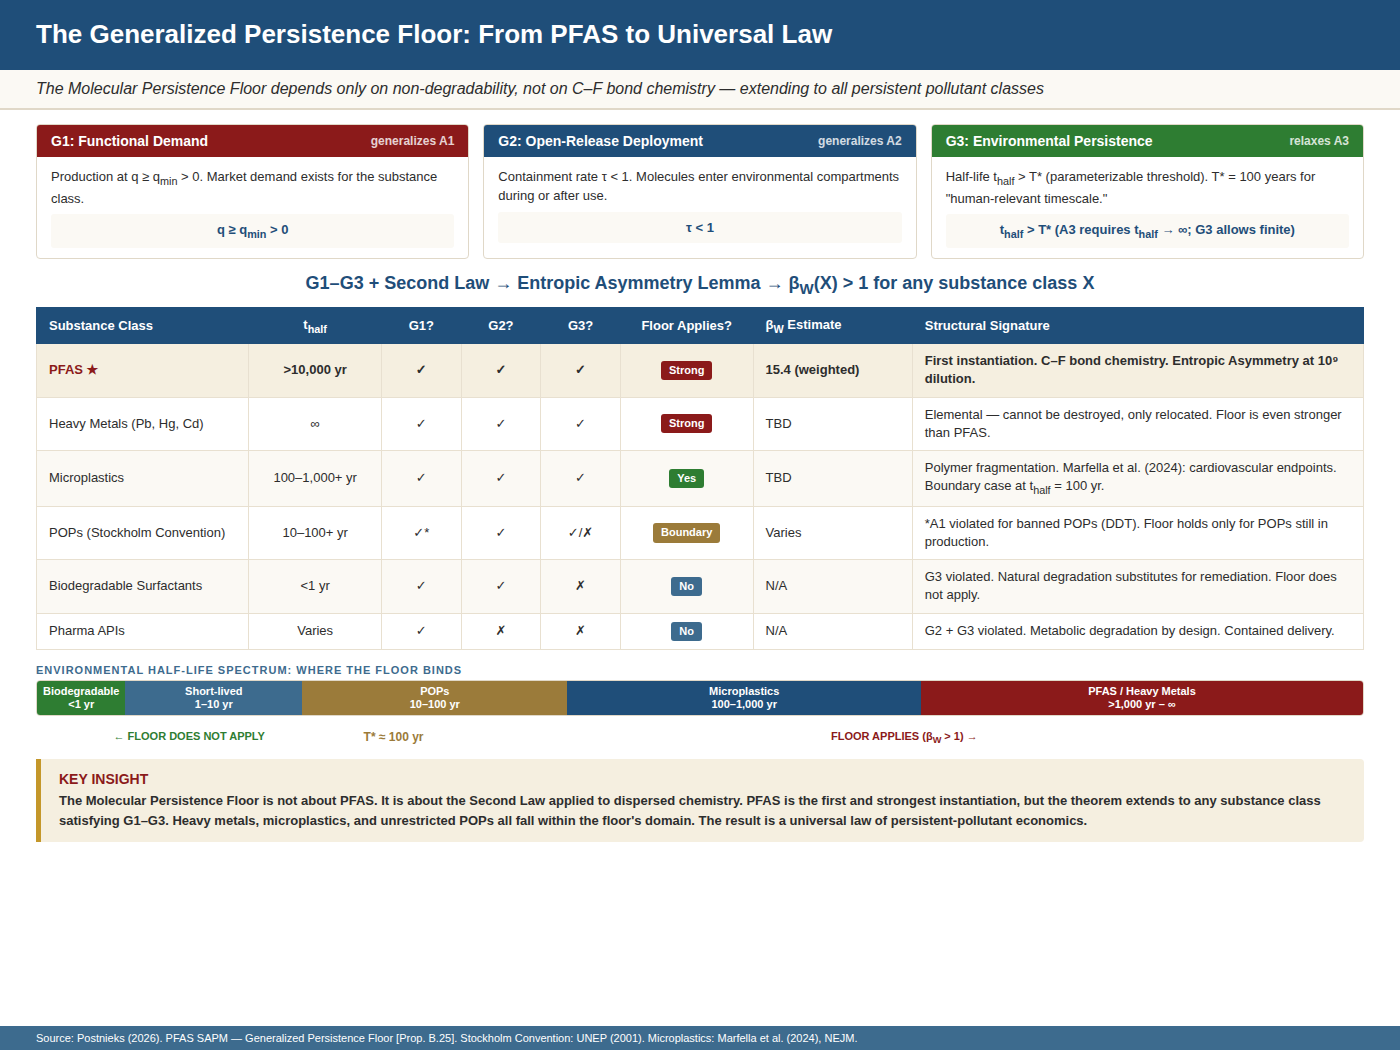 The Generalized Persistence Floor: From PFAS to Universal Law
The Molecular Persistence Floor depends only on non-degradability, not on C–F bond chemistry — extending to all persistent pollutant classes
G1: Functional Demand generalizes A1
Production at q ≥ qmin > 0. Market demand exists for the substance
class.
q ≥ qmin > 0
G2: Open-Release Deployment generalizes A2
Containment rate τ < 1. Molecules enter environmental compartments
during or after use.
τ < 1
G3: Environmental Persistence relaxes A3
Half-life thalf > T* (parameterizable threshold). T* = 100 years for
"human-relevant timescale."
thalf > T* (A3 requires thalf → ∞; G3 allows finite)
G1–G3 + Second Law → Entropic Asymmetry Lemma → βW(X) > 1 for any substance class X
Substance Class thalf G1? G2? G3? Floor Applies? βW Estimate Structural Signature
PFAS ★ >10,000 yr ✓ ✓ ✓ Strong 15.4 (weighted) First instantiation. C–F bond chemistry. Entropic Asymmetry at 10⁹
dilution.
Heavy Metals (Pb, Hg, Cd) ∞ ✓ ✓ ✓ Strong TBD Elemental — cannot be destroyed, only relocated. Floor is even stronger
than PFAS.
Microplastics 100–1,000+ yr ✓ ✓ ✓ Yes TBD Polymer fragmentation. Marfella et al. (2024): cardiovascular endpoints.
Boundary case at thalf = 100 yr.
POPs (Stockholm Convention) 10–100+ yr ✓* ✓ ✓/✗ Boundary Varies *A1 violated for banned POPs (DDT). Floor holds only for POPs still in
production.
Biodegradable Surfactants <1 yr ✓ ✓ ✗ No N/A G3 violated. Natural degradation substitutes for remediation. Floor does
not apply.
Pharma APIs Varies ✓ ✗ ✗ No N/A G2 + G3 violated. Metabolic degradation by design. Contained delivery.
ENVIRONMENTAL HALF-LIFE SPECTRUM: WHERE THE FLOOR BINDS
Biodegradable
<1 yr
Short-lived
1–10 yr
POPs
10–100 yr
Microplastics
100–1,000 yr
PFAS / Heavy Metals
>1,000 yr – ∞
← FLOOR DOES NOT APPLY T* ≈ 100 yr FLOOR APPLIES (βW > 1) →
KEY INSIGHT
The Molecular Persistence Floor is not about PFAS. It is about the Second Law applied to dispersed chemistry. PFAS is the first and strongest instantiation, but the theorem extends to any substance class
satisfying G1–G3. Heavy metals, microplastics, and unrestricted POPs all fall within the floor's domain. The result is a universal law of persistent-pollutant economics.
Source: Postnieks (2026). PFAS SAPM — Generalized Persistence Floor [Prop. B.25]. Stockholm Convention: UNEP (2001). Microplastics: Marfella et al. (2024), NEJM.